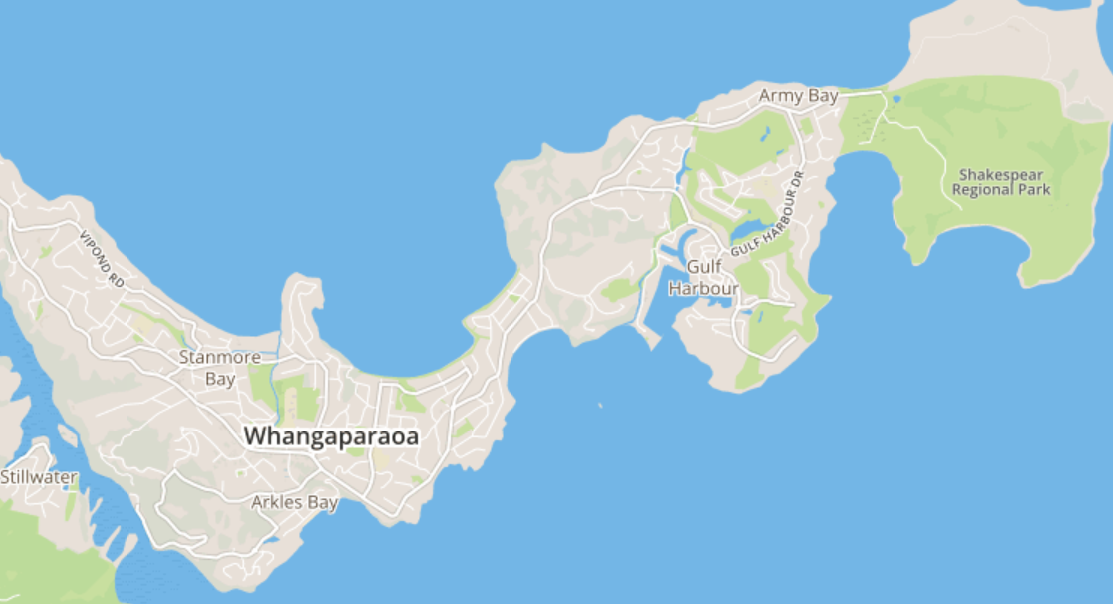 Army Bay
Shakespear
Regional Park
VIPOND RD
GULF HARBOUR DR
Gulf
Harbour
Stanmore
Bay
Whangaparaoa
Stillwater
Arkles Bay